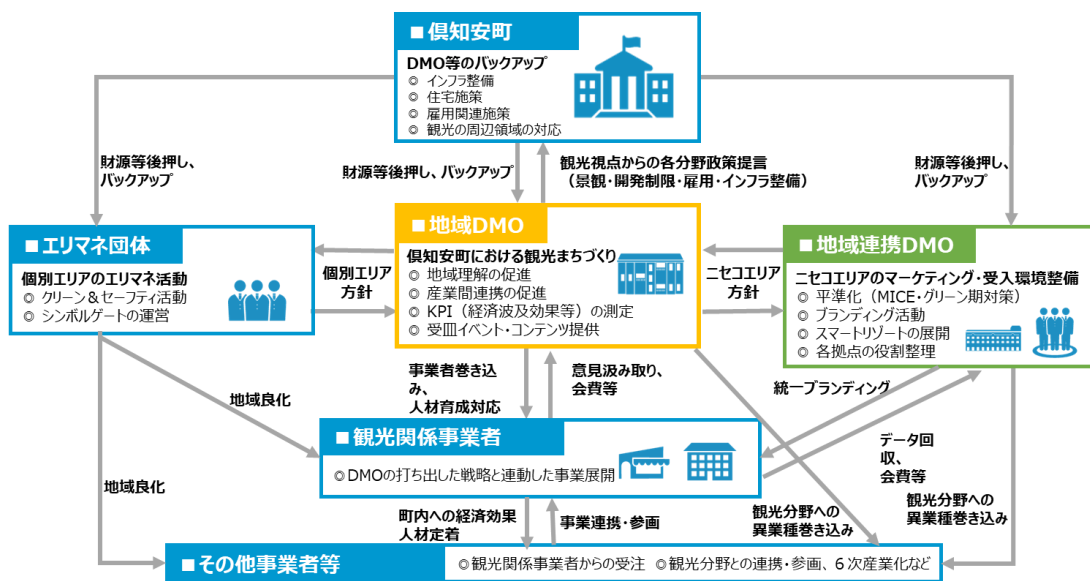 ■倶知安町
DMO等のバックアップ
◎ インフラ整備
◎ 住宅施策
◎ 雇用関連施策
◎ 観光の周辺領域の対応
財源等後押し、
バックアップ
財源等後押し、バックアップ
観光視点からの各分野政策提言
（景観・開発制限・雇用・インフラ整備）
財源等後押し、
バックアップ
■エリマネ団体
個別エリアのエリマネ活動
◎ クリーン＆セーフティ活動
◎ シンボルゲートの運営
個別エリア
方針
■地域DMO
倶知安町における観光まちづくり
◎ 地域理解の促進
◎ 産業間連携の促進
◎ KPI（経済波及効果等）の測定
◎ 受皿イベント・コンテンツ提供
ニセコエリア
方針
■地域連携DMO
ニセコエリアのマーケティング・受入環境整備
◎ 平準化（MICE・グリーン期対策）
◎ ブランディング活動
◎ スマートリゾートの展開
◎ 各拠点の役割整理
地域良化
事業者巻き込
み、
人材育成対応
意見汲み取り、
会費等
統一ブランディング
■観光関係事業者
◎DMOの打ち出した戦略と連動した事業展開
データ回
収、
会費等
地域良化
町内への経済効果
人材定着
事業連携・参画
観光分野への
異業種巻き込み
観光分野への
異業種巻き込み
■その他事業者等
◎観光関係事業者からの受注 ◎観光分野との連携・参画、６次産業化など